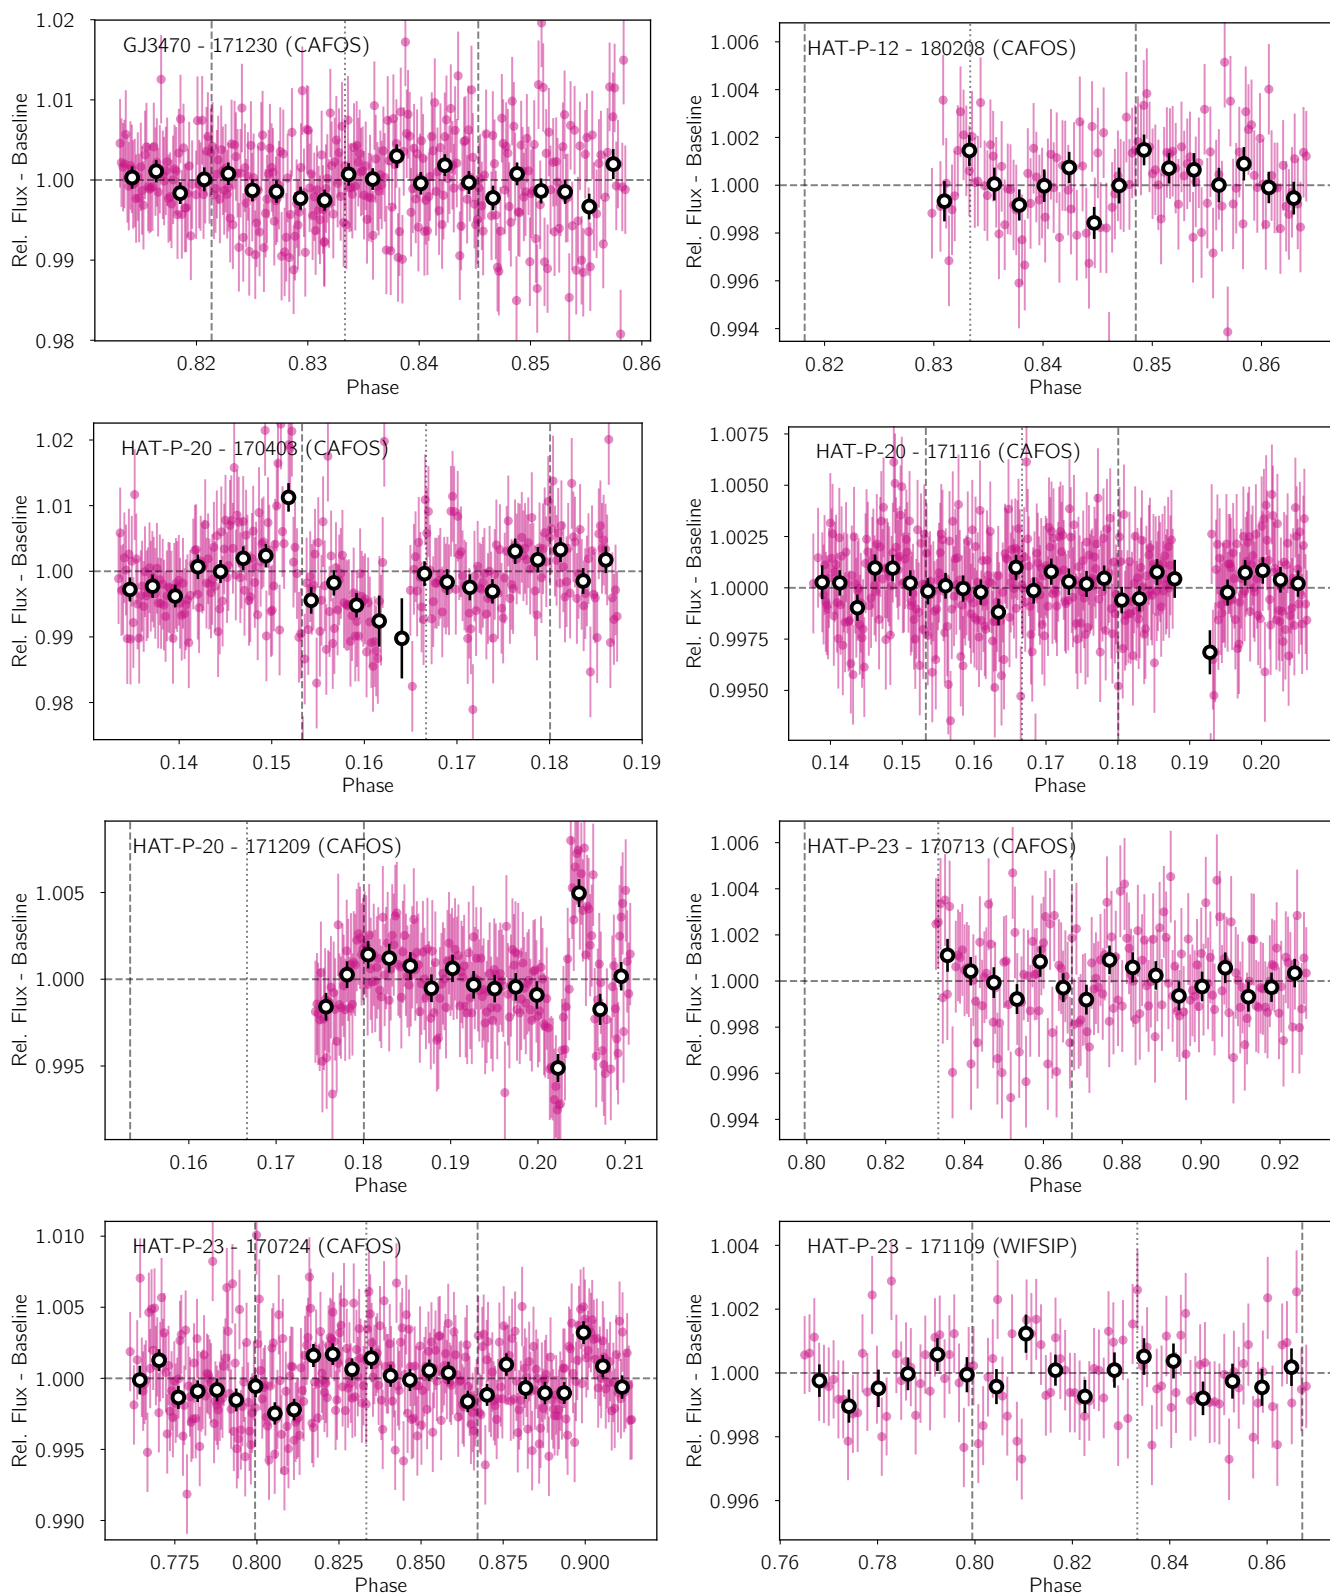 GJ3470 - 171230 (CAFOS)
Rel. Flux - Baseline
1.02
1.01
1.00
0.99
0.98
0.82 0.83 0.84 0.85 0.86
Phase
HAT-P-12 - 180208 (CAFOS)
Rel. Flux - Baseline
1.006
1.004
1.002
1.000
0.998
0.996
0.994
0.82 0.83 0.84 0.85 0.86
Phase
HAT-P-20 - 170403 (CAFOS)
Rel. Flux - Baseline
1.02
1.01
1.00
0.99
0.98
0.14 0.15 0.16 0.17 0.18 0.19
Phase
HAT-P-20 - 171116 (CAFOS)
Rel. Flux - Baseline
1.0075
1.0050
1.0025
1.0000
0.9975
0.9950
0.14 0.15 0.16 0.17 0.18 0.19 0.20
Phase
HAT-P-20 - 171209 (CAFOS)
Rel. Flux - Baseline
1.005
1.000
0.995
0.16 0.17 0.18 0.19 0.20 0.21
Phase
HAT-P-23 - 170713 (CAFOS)
Rel. Flux - Baseline
1.006
1.004
1.002
1.000
0.998
0.996
0.994
0.80 0.82 0.84 0.86 0.88 0.90 0.92
Phase
HAT-P-23 - 170724 (CAFOS)
Rel. Flux - Baseline
1.010
1.005
1.000
0.995
0.990
0.775 0.800 0.825 0.850 0.875 0.900
Phase
HAT-P-23 - 171109 (WIFSIP)
Rel. Flux - Baseline
1.004
1.002
1.000
0.998
0.996
0.76 0.78 0.80 0.82 0.84 0.86
Phase